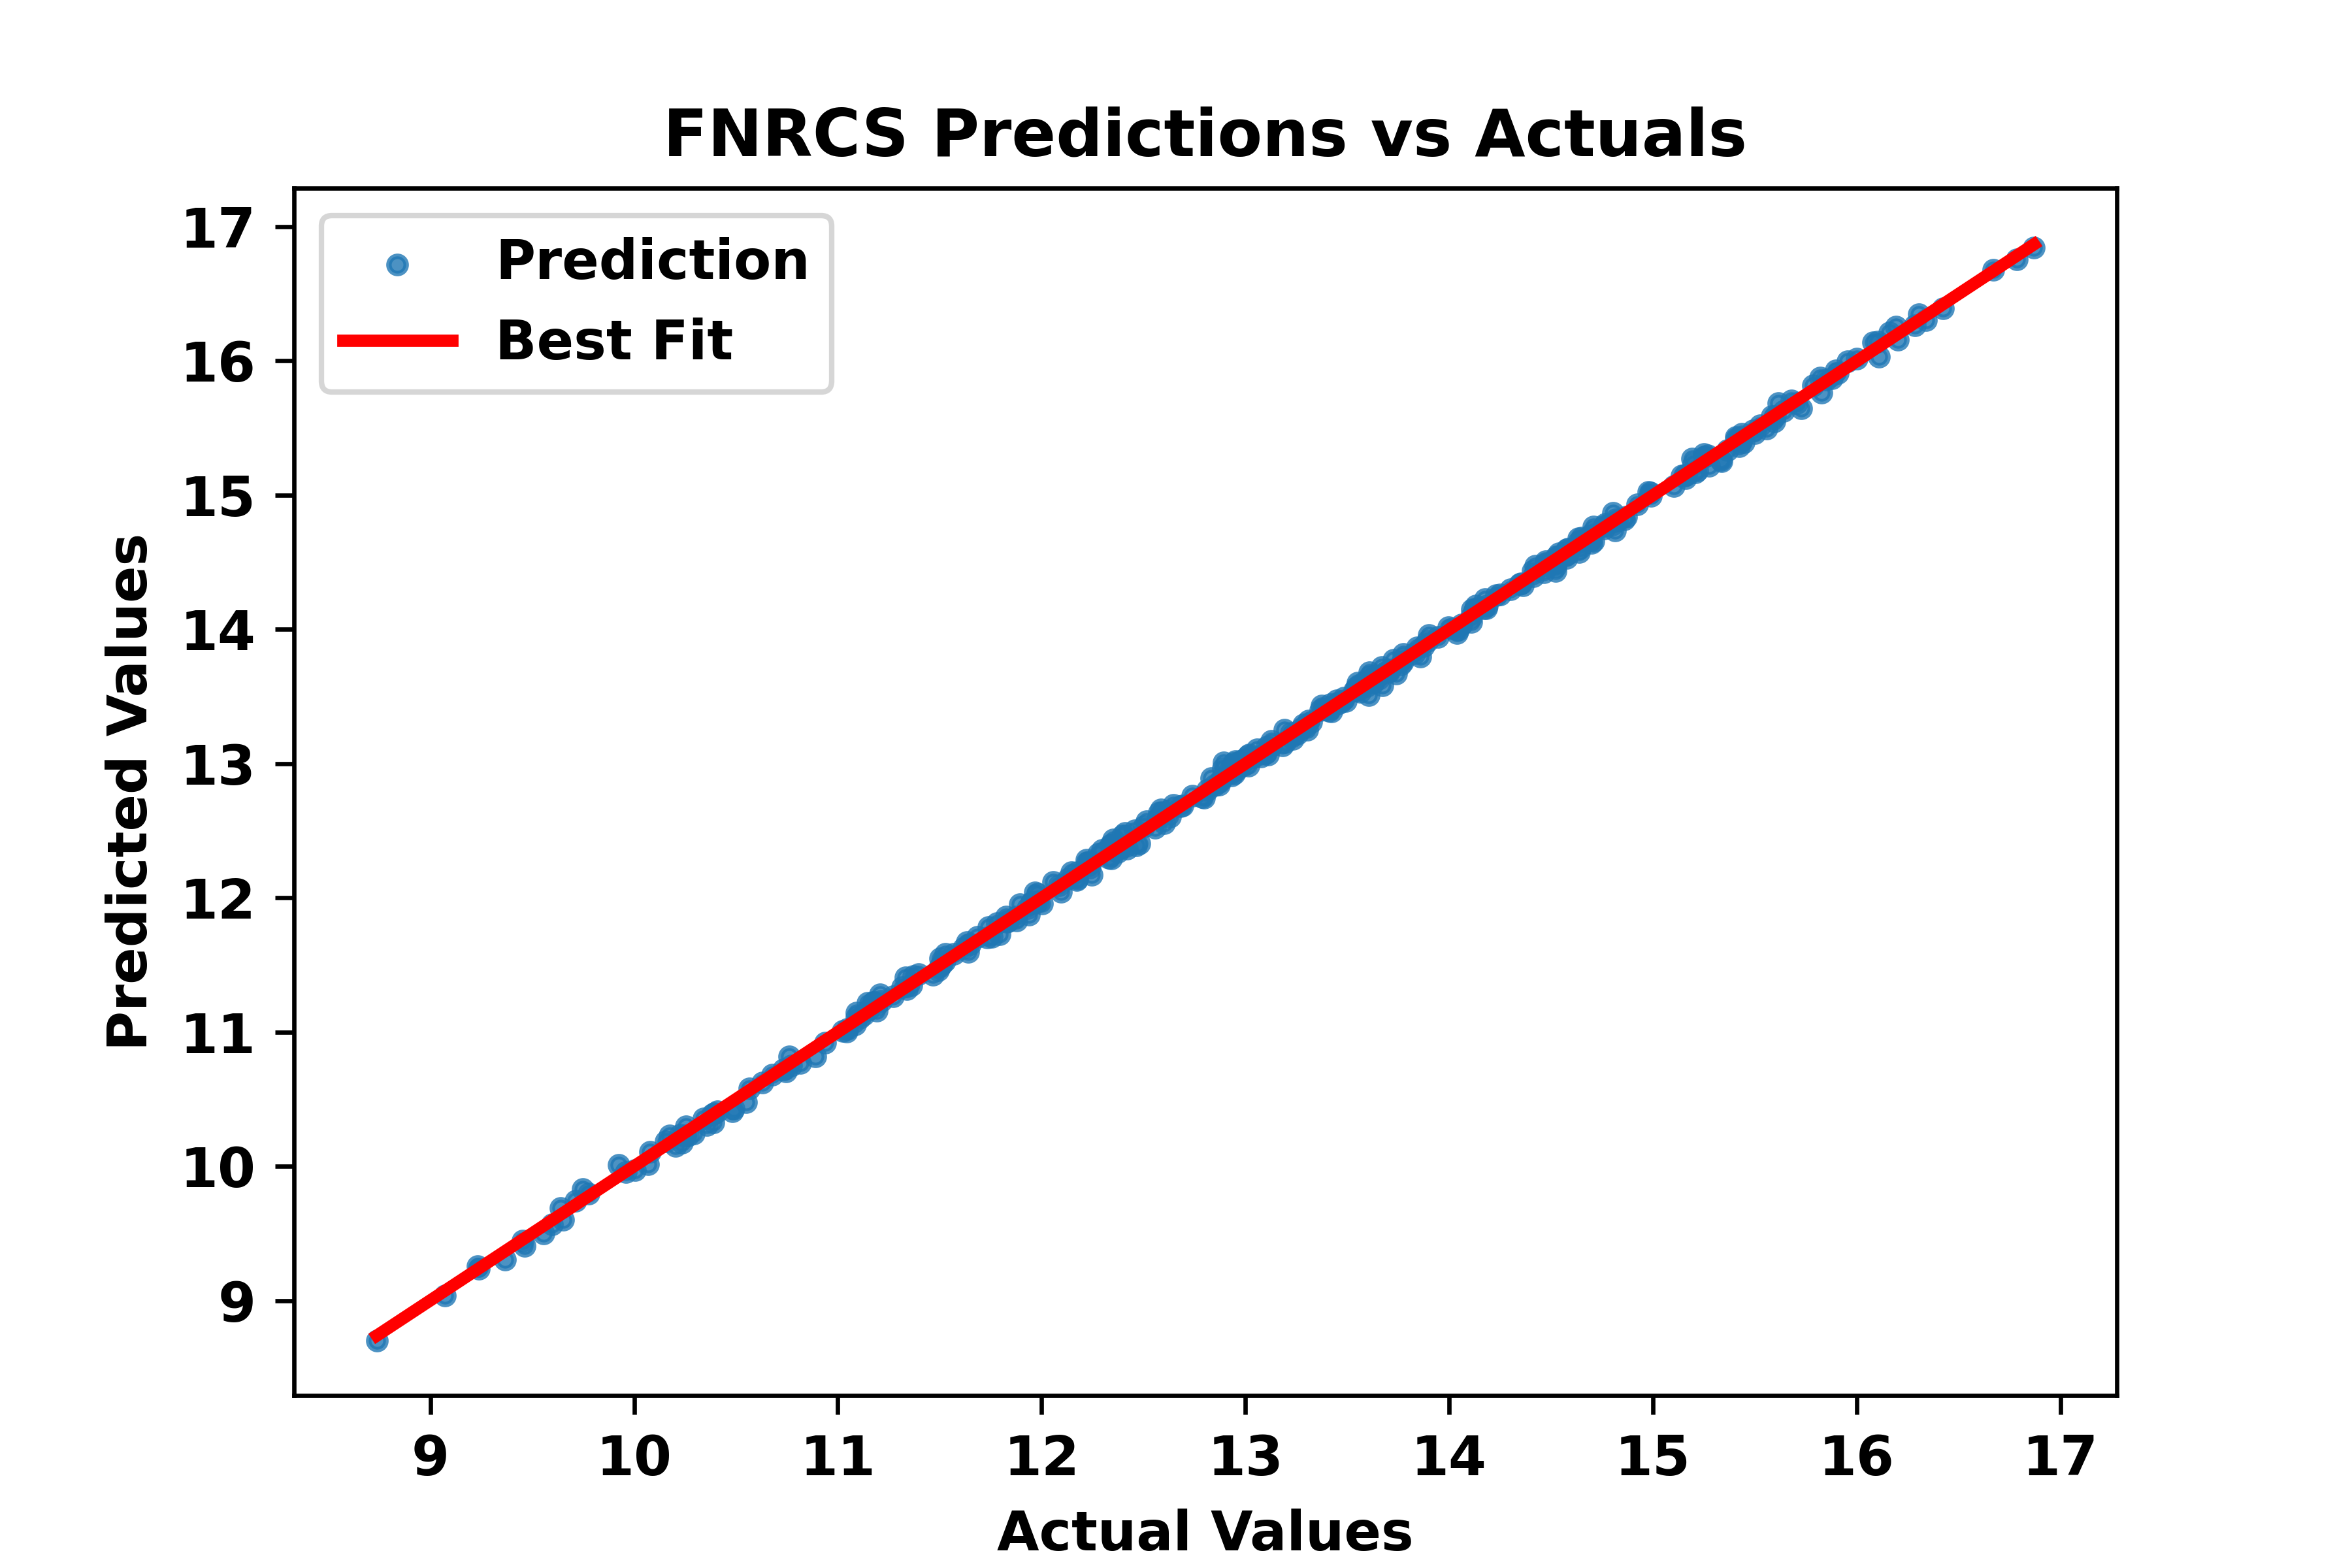 FNRCS Predictions vs Actuals
Prediction
Best Fit
Predicted Values
17
16
15
14
13
12
11
10
9
9 10 11 12 13 14 15 16 17
Actual Values